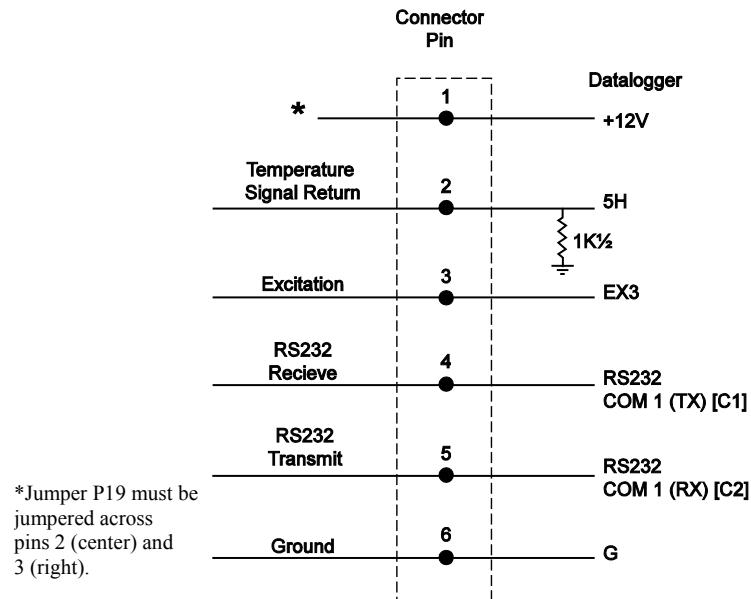 Connector
Pin
Datalogger
1
*
+12V
Temperature
Signal Return
2
5H
1K½
Excitation
3
EX3
RS232
Recieve
4
RS232
COM 1 (TX) [C1]
RS232
Transmit
5
RS232
COM 1 (RX) [C2]
*Jumper P19 must be
jumpered across
pins 2 (center) and
3 (right).
Ground
6
G